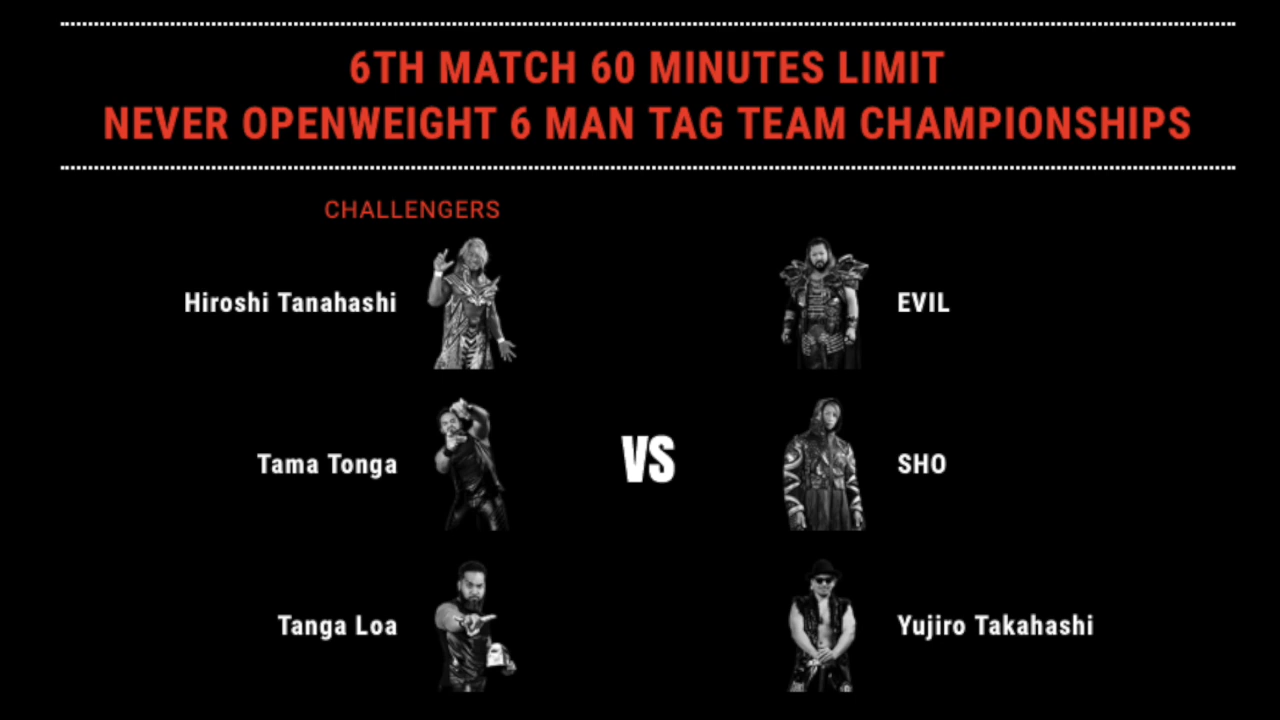 6TH MATCH 60 MINUTES LIMIT
NEVER OPENWEIGHT 6 MAN TAG TEAM CHAMPIONSHIPS
CHALLENGERS
Hiroshi Tanahashi
EVIL
Tama Tonga
VS
SHO
Tanga Loa
Yujiro Takahashi